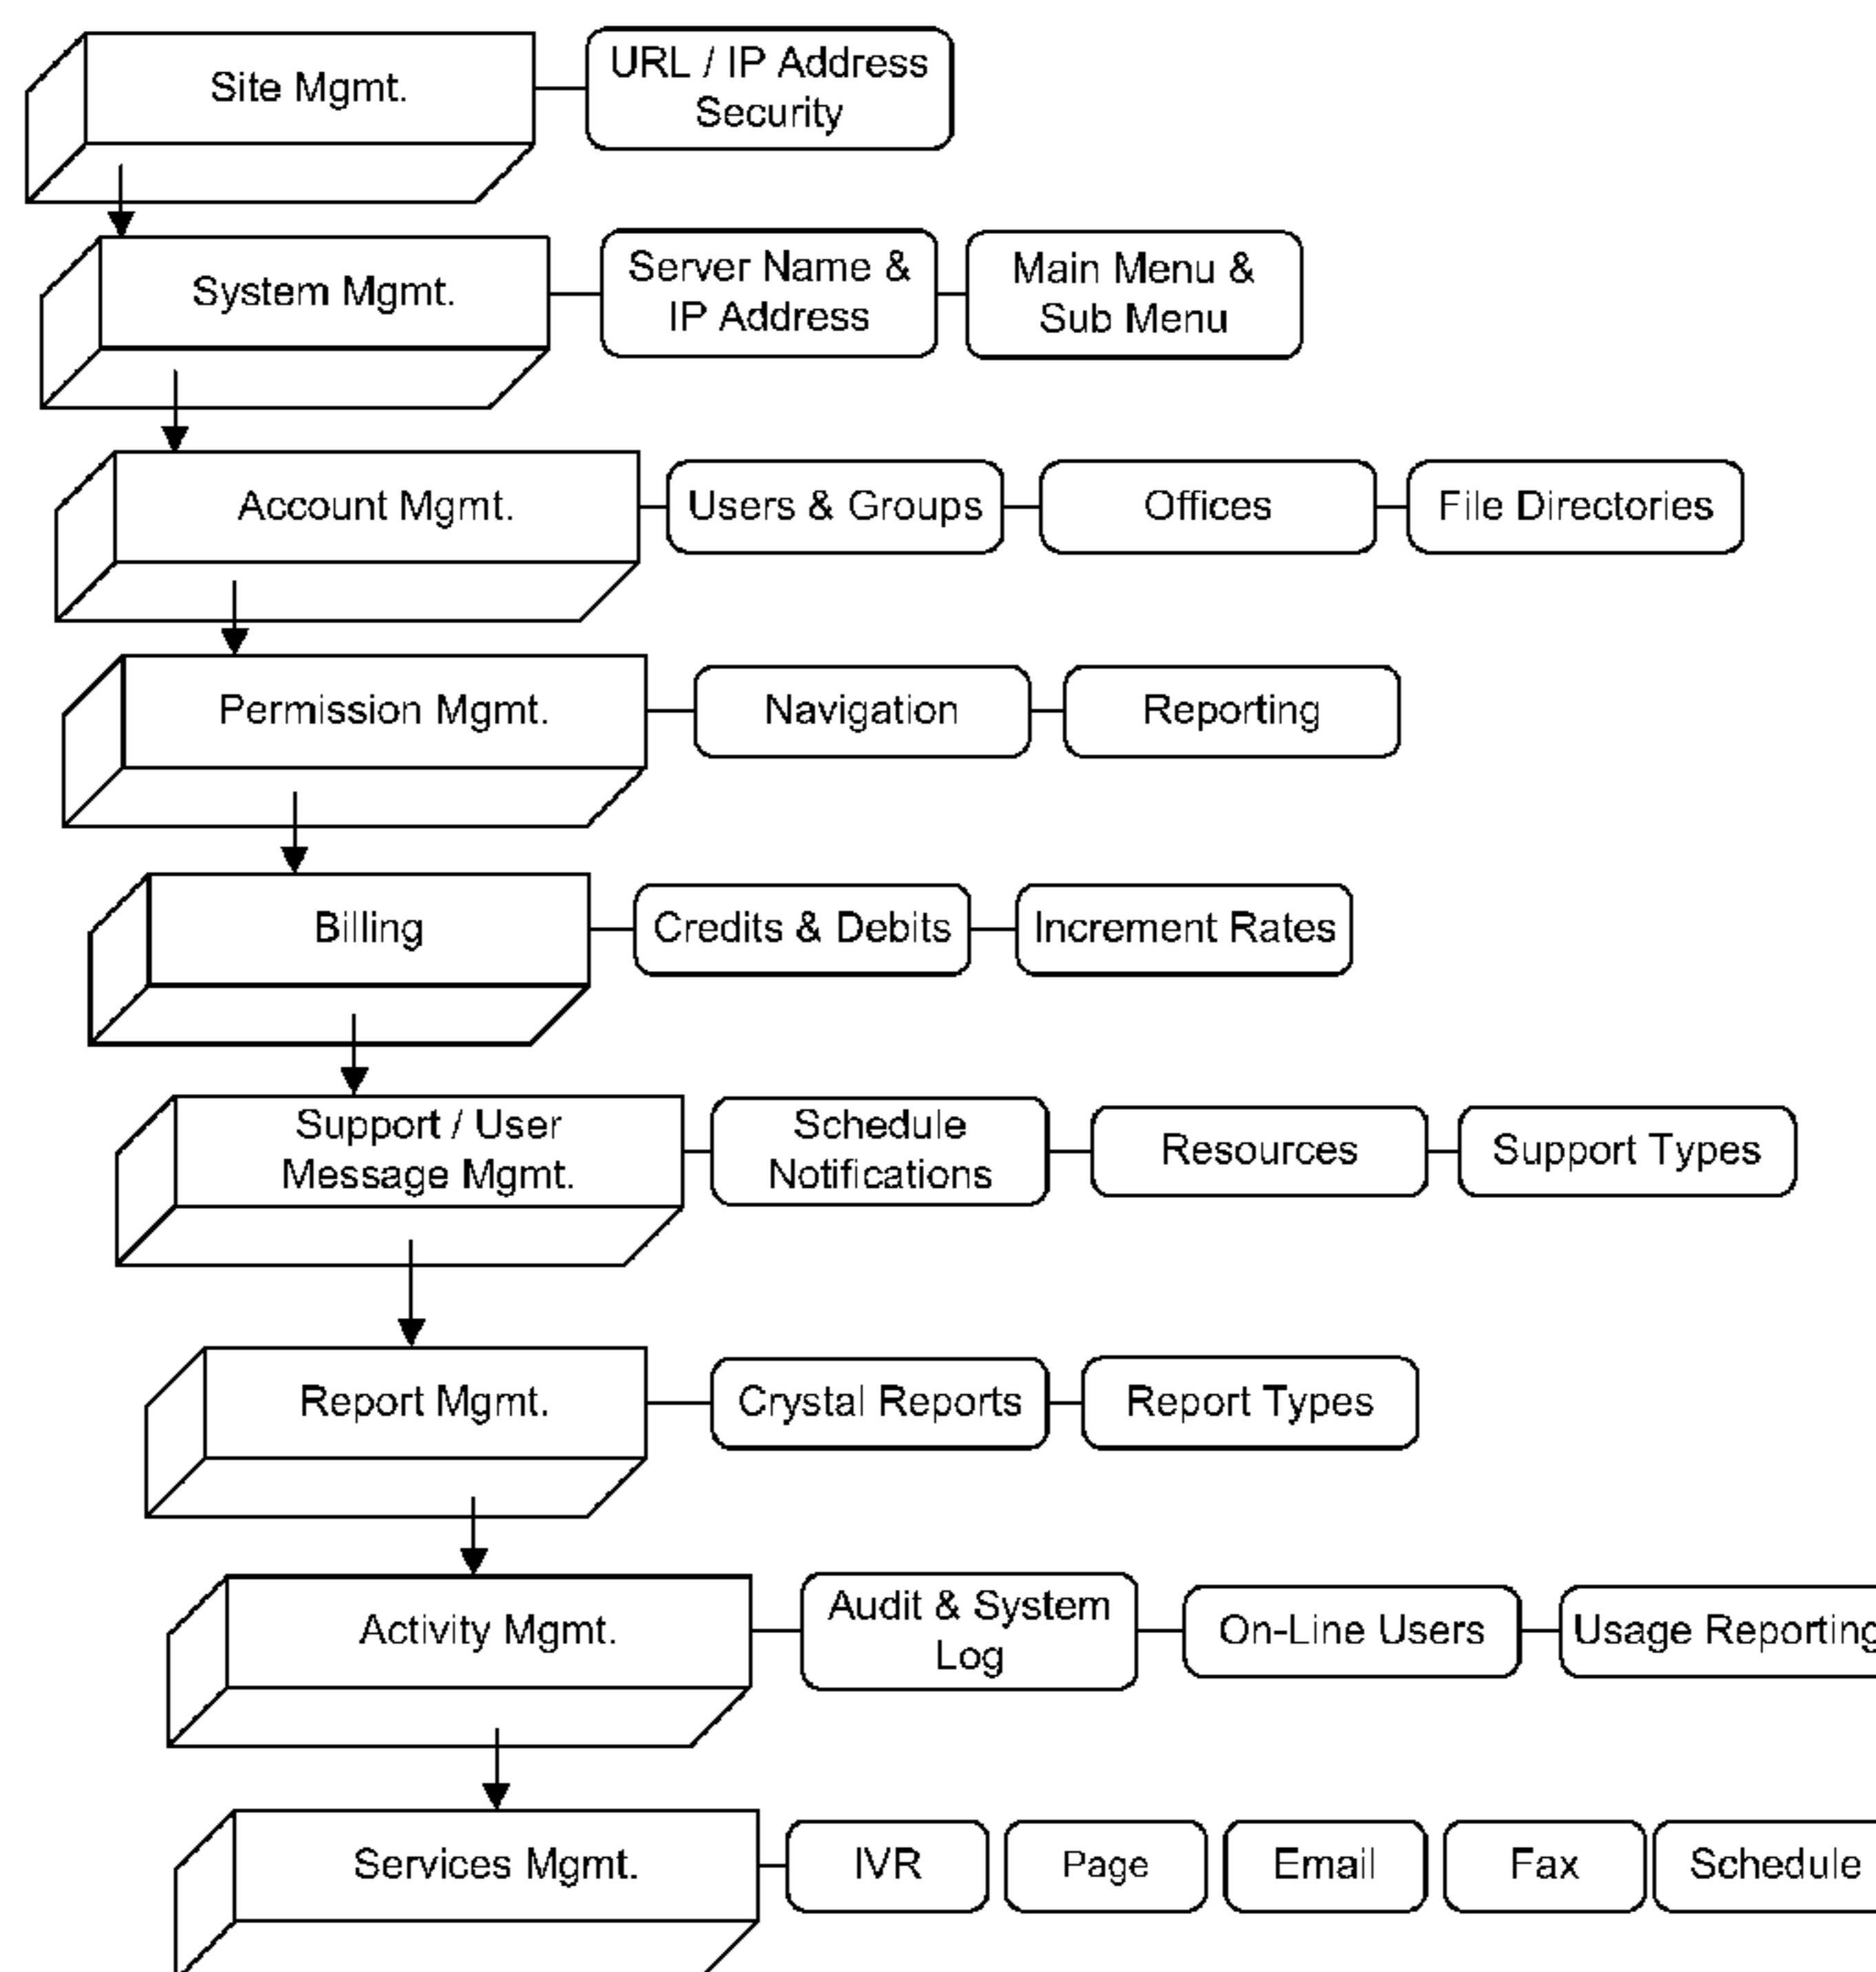 Site Mgmt.
URL / IP Address
Security
System Mgmt.
Server Name &
IP Address
Main Menu &
Sub Menu
Account Mgmt.
Users & Groups
Offices
File Directories
Permission Mgmt.
Navigation
Reporting
Billing
Credits & Debits
Increment Rates
Support / User
Message Mgmt.
Schedule
Notifications
Resources
Support Types
Report Mgmt.
Crystal Reports
Report Types
Activity Mgmt.
Audit & System
Log
On-Line Users
Usage Reporting
Services Mgmt.
IVR
Page
Email
Fax
Schedule